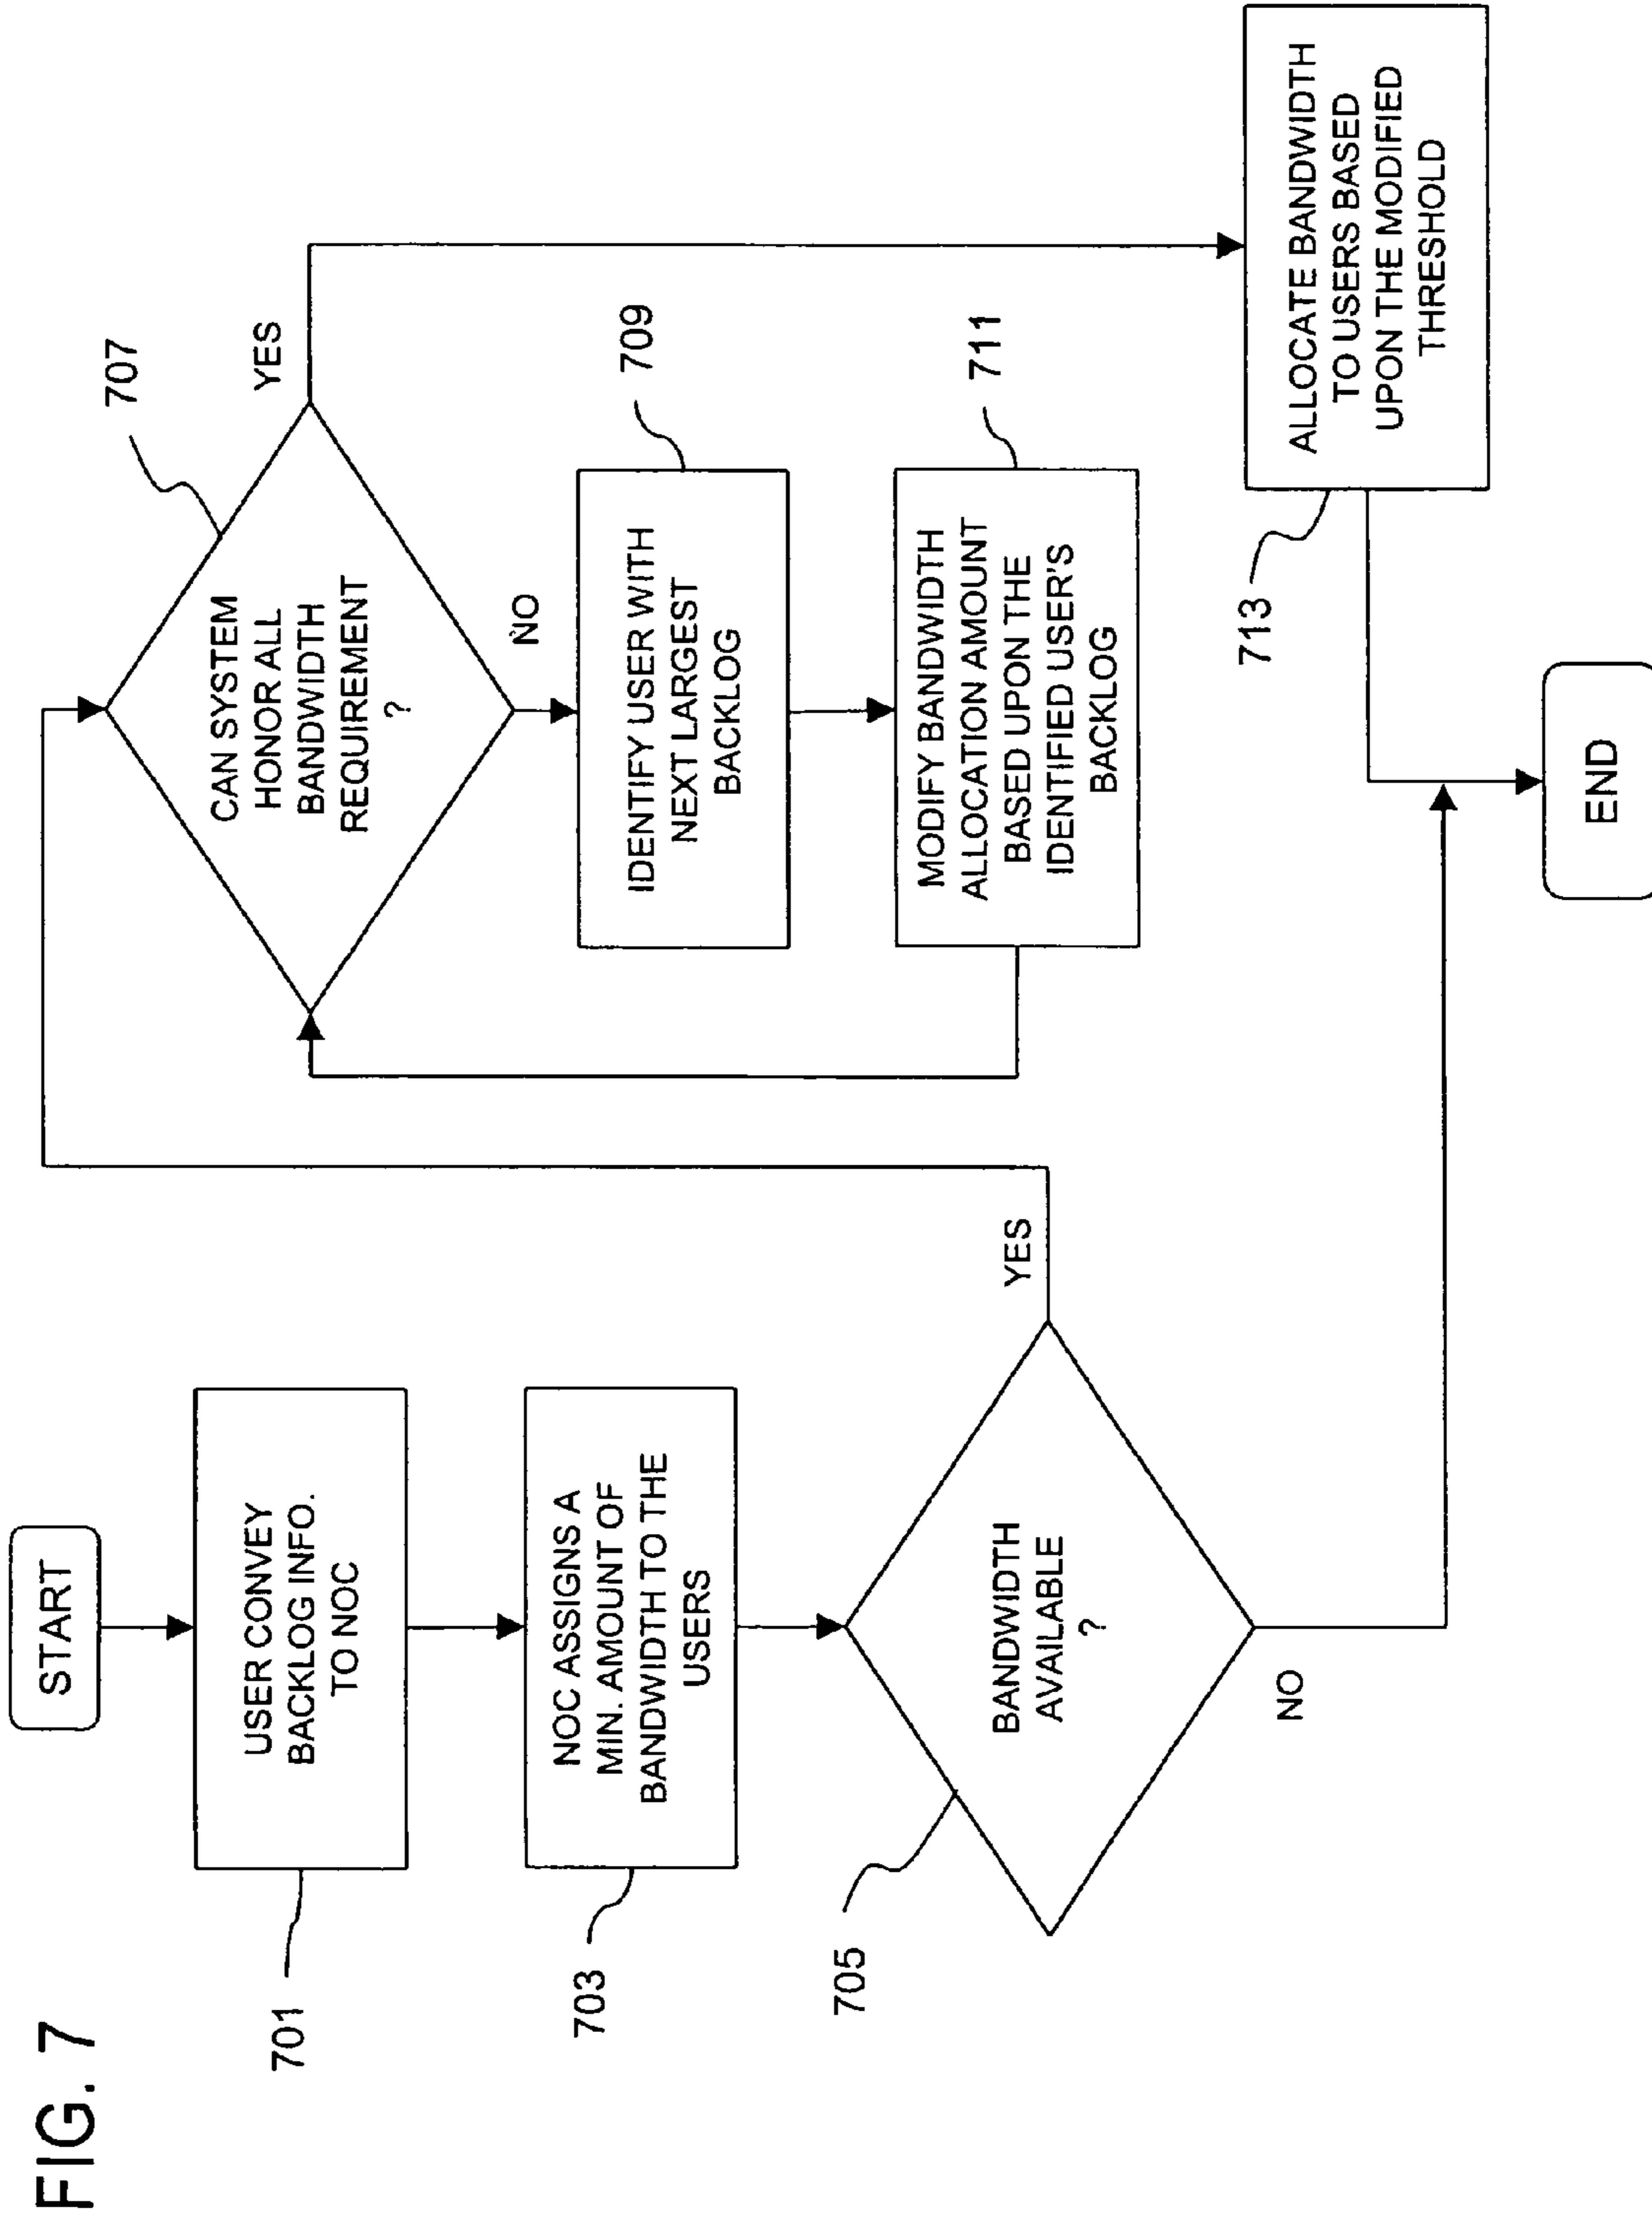 FIG. 7
START
USER CONVEY
BACKLOG INFO.
TO NOC
701
NOC ASSIGNS A
MIN. AMOUNT OF
BANDWIDTH TO THE
USERS
703
BANDWIDTH
AVAILABLE
?
705
YES
NO
CAN SYSTEM
HONOR ALL
BANDWIDTH
REQUIREMENT
?
707
YES
NO
IDENTIFY USER WITH
NEXT LARGEST
BACKLOG
709
MODIFY BANDWIDTH
ALLOCATION AMOUNT
BASED UPON THE
IDENTIFIED USER'S
BACKLOG
711
ALLOCATE BANDWIDTH
TO USERS BASED
UPON THE MODIFIED
THRESHOLD
713
END